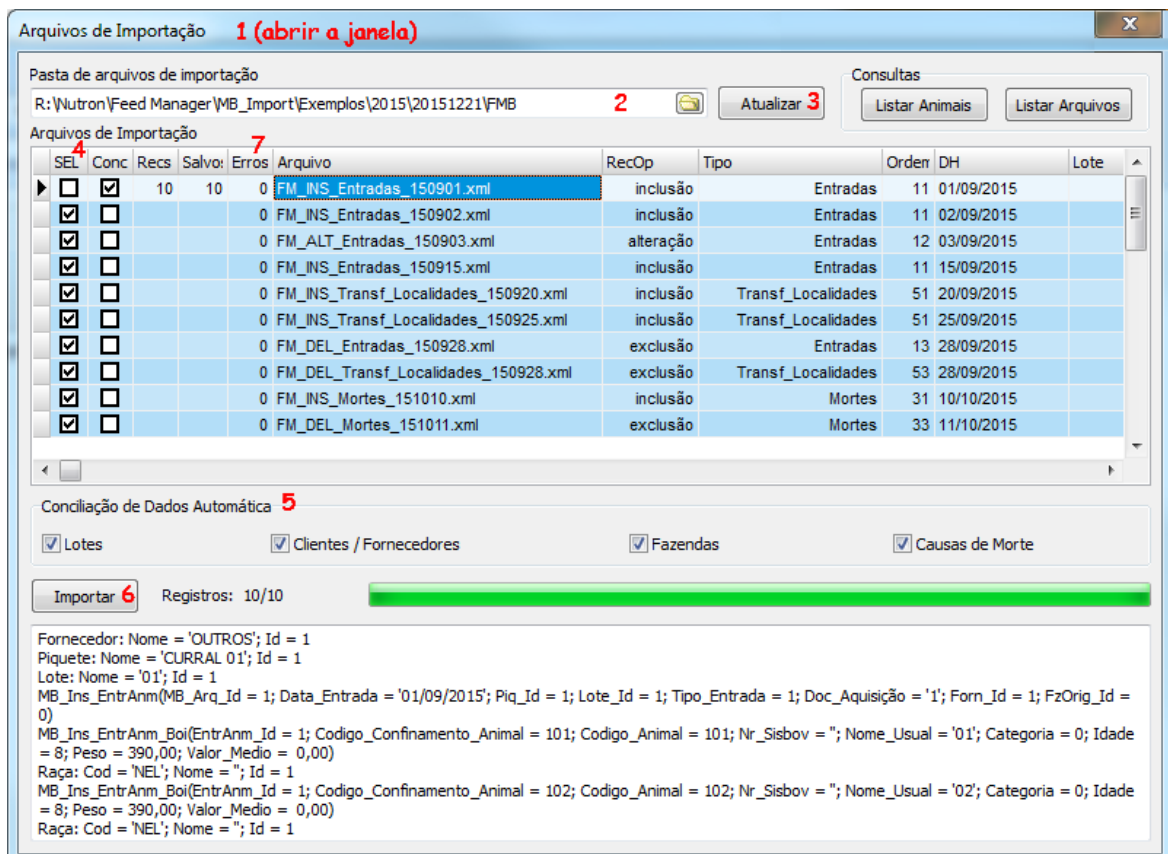 Arquivos de Importação 1 (abrir a janela) X
Pasta de arquivos de importação Consultas
R:\Nutron\Feed Manager\MB_Import\Exemplos\2015\20151221\FMB 2 Atualizar 3 Listar Animais Listar Arquivos
Arquivos de Importação
4 7
SEL Conc Recs Salvo: Erros Arquivo RecOp Tipo Ordem DH Lote
10 10 0 FM_INS_Entradas_150901.xml inclusão Entradas 11 01/09/2015
0 FM_INS_Entradas_150902.xml inclusão Entradas 11 02/09/2015
0 FM_ALT_Entradas_150903.xml alteração Entradas 12 03/09/2015
0 FM_INS_Entradas_150915.xml inclusão Entradas 11 15/09/2015
0 FM_INS_Transf_Localidades_150920.xml inclusão Transf_Localidades 51 20/09/2015
0 FM_INS_Transf_Localidades_150925.xml inclusão Transf_Localidades 51 25/09/2015
0 FM_DEL_Entradas_150928.xml exclusão Entradas 13 28/09/2015
0 FM_DEL_Transf_Localidades_150928.xml exclusão Transf_Localidades 53 28/09/2015
0 FM_INS_Mortes_151010.xml inclusão Mortes 31 10/10/2015
0 FM_DEL_Mortes_151011.xml exclusão Mortes 33 11/10/2015
Conciliação de Dados Automática 5
Lotes Clientes / Fornecedores Fazendas Causas de Morte
Importar 6 Registros: 10/10
Fornecedor: Nome = 'OUTROS'; Id = 1
Piquete: Nome = 'CURRAL 01'; Id = 1
Lote: Nome = '01'; Id = 1
MB_Ins_EntrAnm(MB_Arq_Id = 1; Data_Entrada = '01/09/2015'; Piq_Id = 1; Lote_Id = 1; Tipo_Entrada = 1; Doc_Aquisição = '1'; Forn_Id = 1; FzOrig_Id =
0)
MB_Ins_EntrAnm_Boi(EntrAnm_Id = 1; Codigo_Confinamento_Animal = 101; Codigo_Animal = 101; Nr_Sisbov = ''; Nome_Usual = '01'; Categoria = 0; Idade
= 8; Peso = 390,00; Valor_Medio = 0,00)
Raça: Cod = 'NEL'; Nome = ''; Id = 1
MB_Ins_EntrAnm_Boi(EntrAnm_Id = 1; Codigo_Confinamento_Animal = 102; Codigo_Animal = 102; Nr_Sisbov = ''; Nome_Usual = '02'; Categoria = 0; Idade
= 8; Peso = 390,00; Valor_Medio = 0,00)
Raça: Cod = 'NEL'; Nome = ''; Id = 1